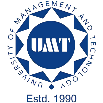 UNIVERSITY OF MANAGEMENT AND TECHNOLOGY
UMT
Estd. 1990